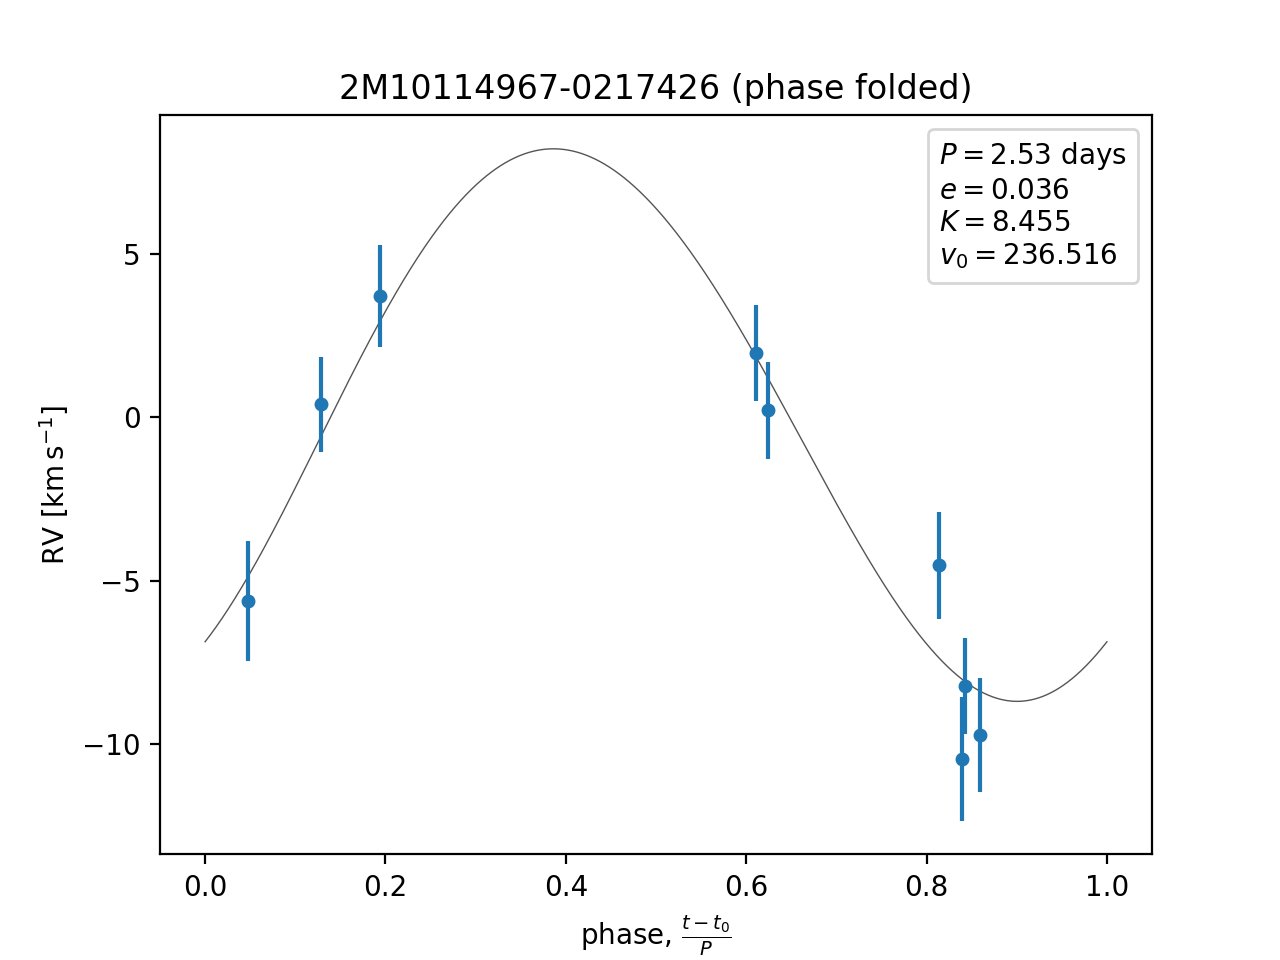 2M10114967-0217426 (phase folded)
P = 2.53 days
e = 0.036
K = 8.455
v₀ = 236.516
RV [km s⁻¹]
5
0
−5
−10
0.0 0.2 0.4 0.6 0.8 1.0
phase, (t − t₀)/P